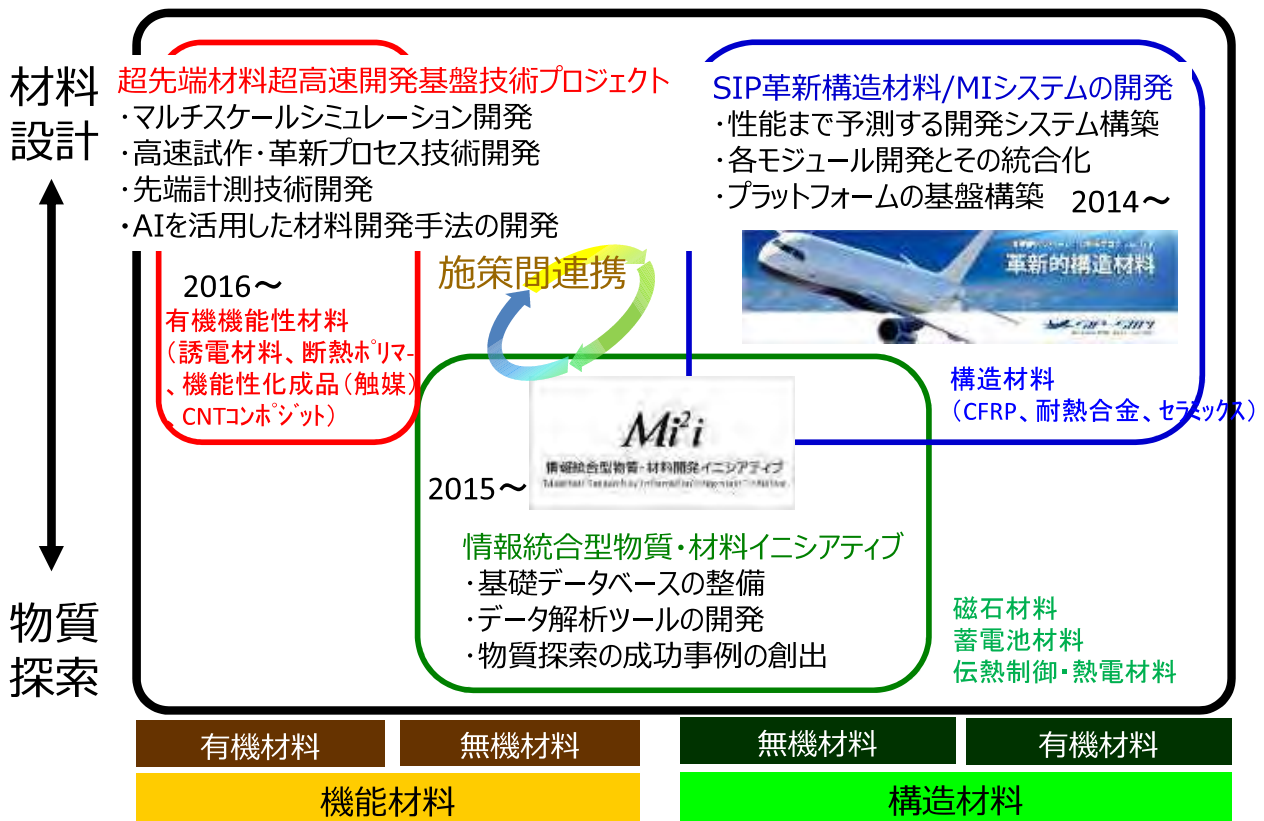 材料
設計
物質
探索
超先端材料超高速開発基盤技術プロジェクト
・マルチスケールシミュレーション開発
・高速試作・革新プロセス技術開発
・先端計測技術開発
・AIを活用した材料開発手法の開発
2016～
有機機能性材料
（誘電材料、断熱ﾎﾟﾘﾏｰ
、機能性化成品（触媒）
、CNTコンポジット）
施策間連携
SIP革新構造材料/MIシステムの開発
・性能まで予測する開発システム構築
・各モジュール開発とその統合化
・プラットフォームの基盤構築
2014～
革新的構造材料
構造材料
（CFRP、耐熱合金、セラミックス）
Mi²i
情報統合型物質・材料開発イニシアティブ
2015～
情報統合型物質・材料イニシアティブ
・基礎データベースの整備
・データ解析ツールの開発
・物質探索の成功事例の創出
磁石材料
蓄電池材料
伝熱制御・熱電材料
有機材料
無機材料
無機材料
有機材料
機能材料
構造材料